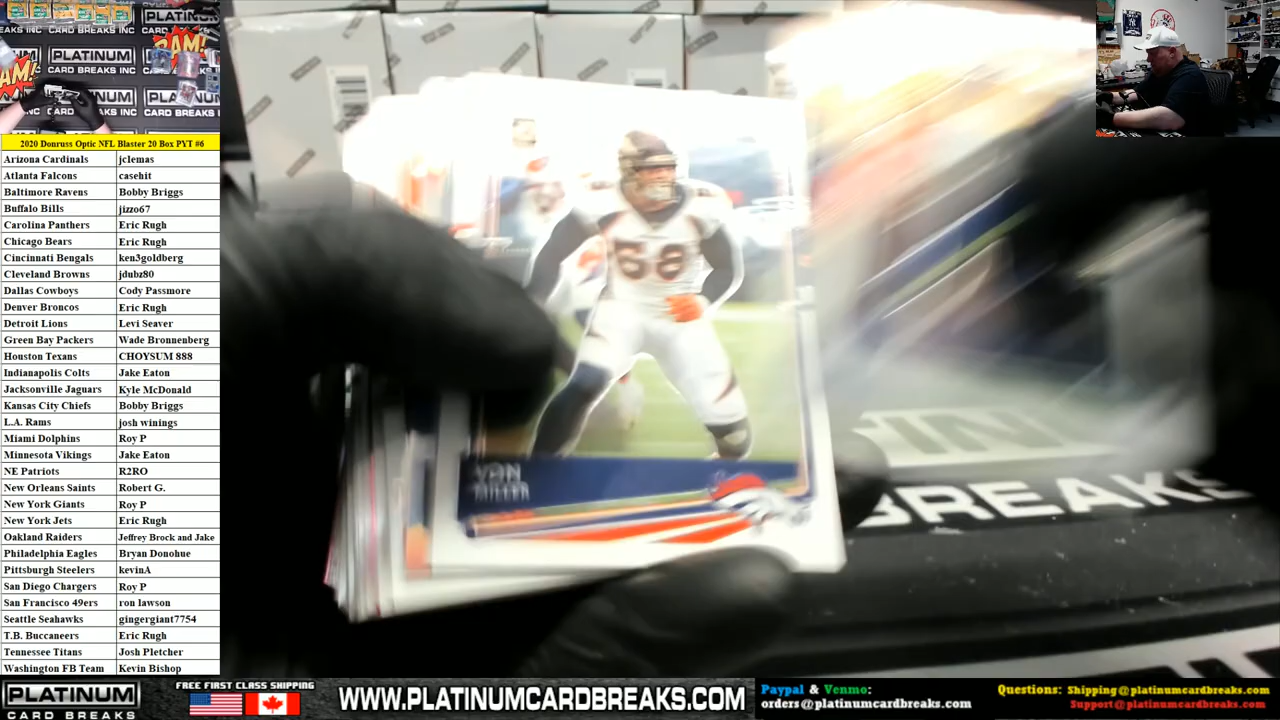 PLATINUM
CARD BREAKS INC
BAM!
2020 Donruss Optic NFL Blaster 20 Box PYT #6
Arizona Cardinals jclemas
Atlanta Falcons casehit
Baltimore Ravens Bobby Briggs
Buffalo Bills jizzo67
Carolina Panthers Eric Rugh
Chicago Bears Eric Rugh
Cincinnati Bengals ken3goldberg
Cleveland Browns jdubz80
Dallas Cowboys Cody Passmore
Denver Broncos Eric Rugh
Detroit Lions Levi Seaver
Green Bay Packers Wade Bronnenberg
Houston Texans CHOYSUM 888
Indianapolis Colts Jake Eaton
Jacksonville Jaguars Kyle McDonald
Kansas City Chiefs Bobby Briggs
L.A. Rams josh winings
Miami Dolphins Roy P
Minnesota Vikings Jake Eaton
NE Patriots R2RO
New Orleans Saints Robert G.
New York Giants Roy P
New York Jets Eric Rugh
Oakland Raiders Jeffrey Brock and Jake
Philadelphia Eagles Bryan Donohue
Pittsburgh Steelers kevinA
San Diego Chargers Roy P
San Francisco 49ers ron lawson
Seattle Seahawks gingergiant7754
T.B. Buccaneers Eric Rugh
Tennessee Titans Josh Pletcher
Washington FB Team Kevin Bishop
68
VON
MILLER
BREAKS
PLATINUM
CARD BREAKS
FREE FIRST CLASS SHIPPING
WWW.PLATINUMCARDBREAKS.COM
Paypal & Venmo:
orders@platinumcardbreaks.com
Questions: Shipping@platinumcardbreaks.com
Support@platinumcardbreaks.com